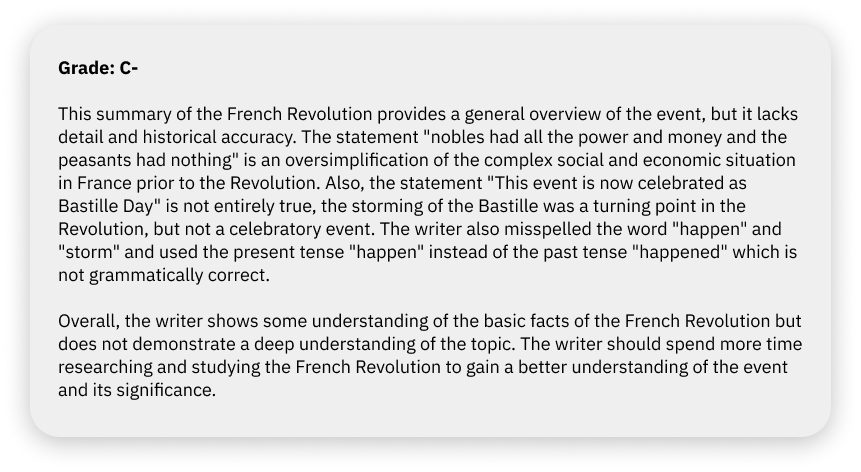 Grade: C-
This summary of the French Revolution provides a general overview of the event, but it lacks
detail and historical accuracy. The statement "nobles had all the power and money and the
peasants had nothing" is an oversimplification of the complex social and economic situation
in France prior to the Revolution. Also, the statement "This event is now celebrated as
Bastille Day" is not entirely true, the storming of the Bastille was a turning point in the
Revolution, but not a celebratory event. The writer also misspelled the word "happen" and
"storm" and used the present tense "happen" instead of the past tense "happened" which is
not grammatically correct.
Overall, the writer shows some understanding of the basic facts of the French Revolution but
does not demonstrate a deep understanding of the topic. The writer should spend more time
researching and studying the French Revolution to gain a better understanding of the event
and its significance.